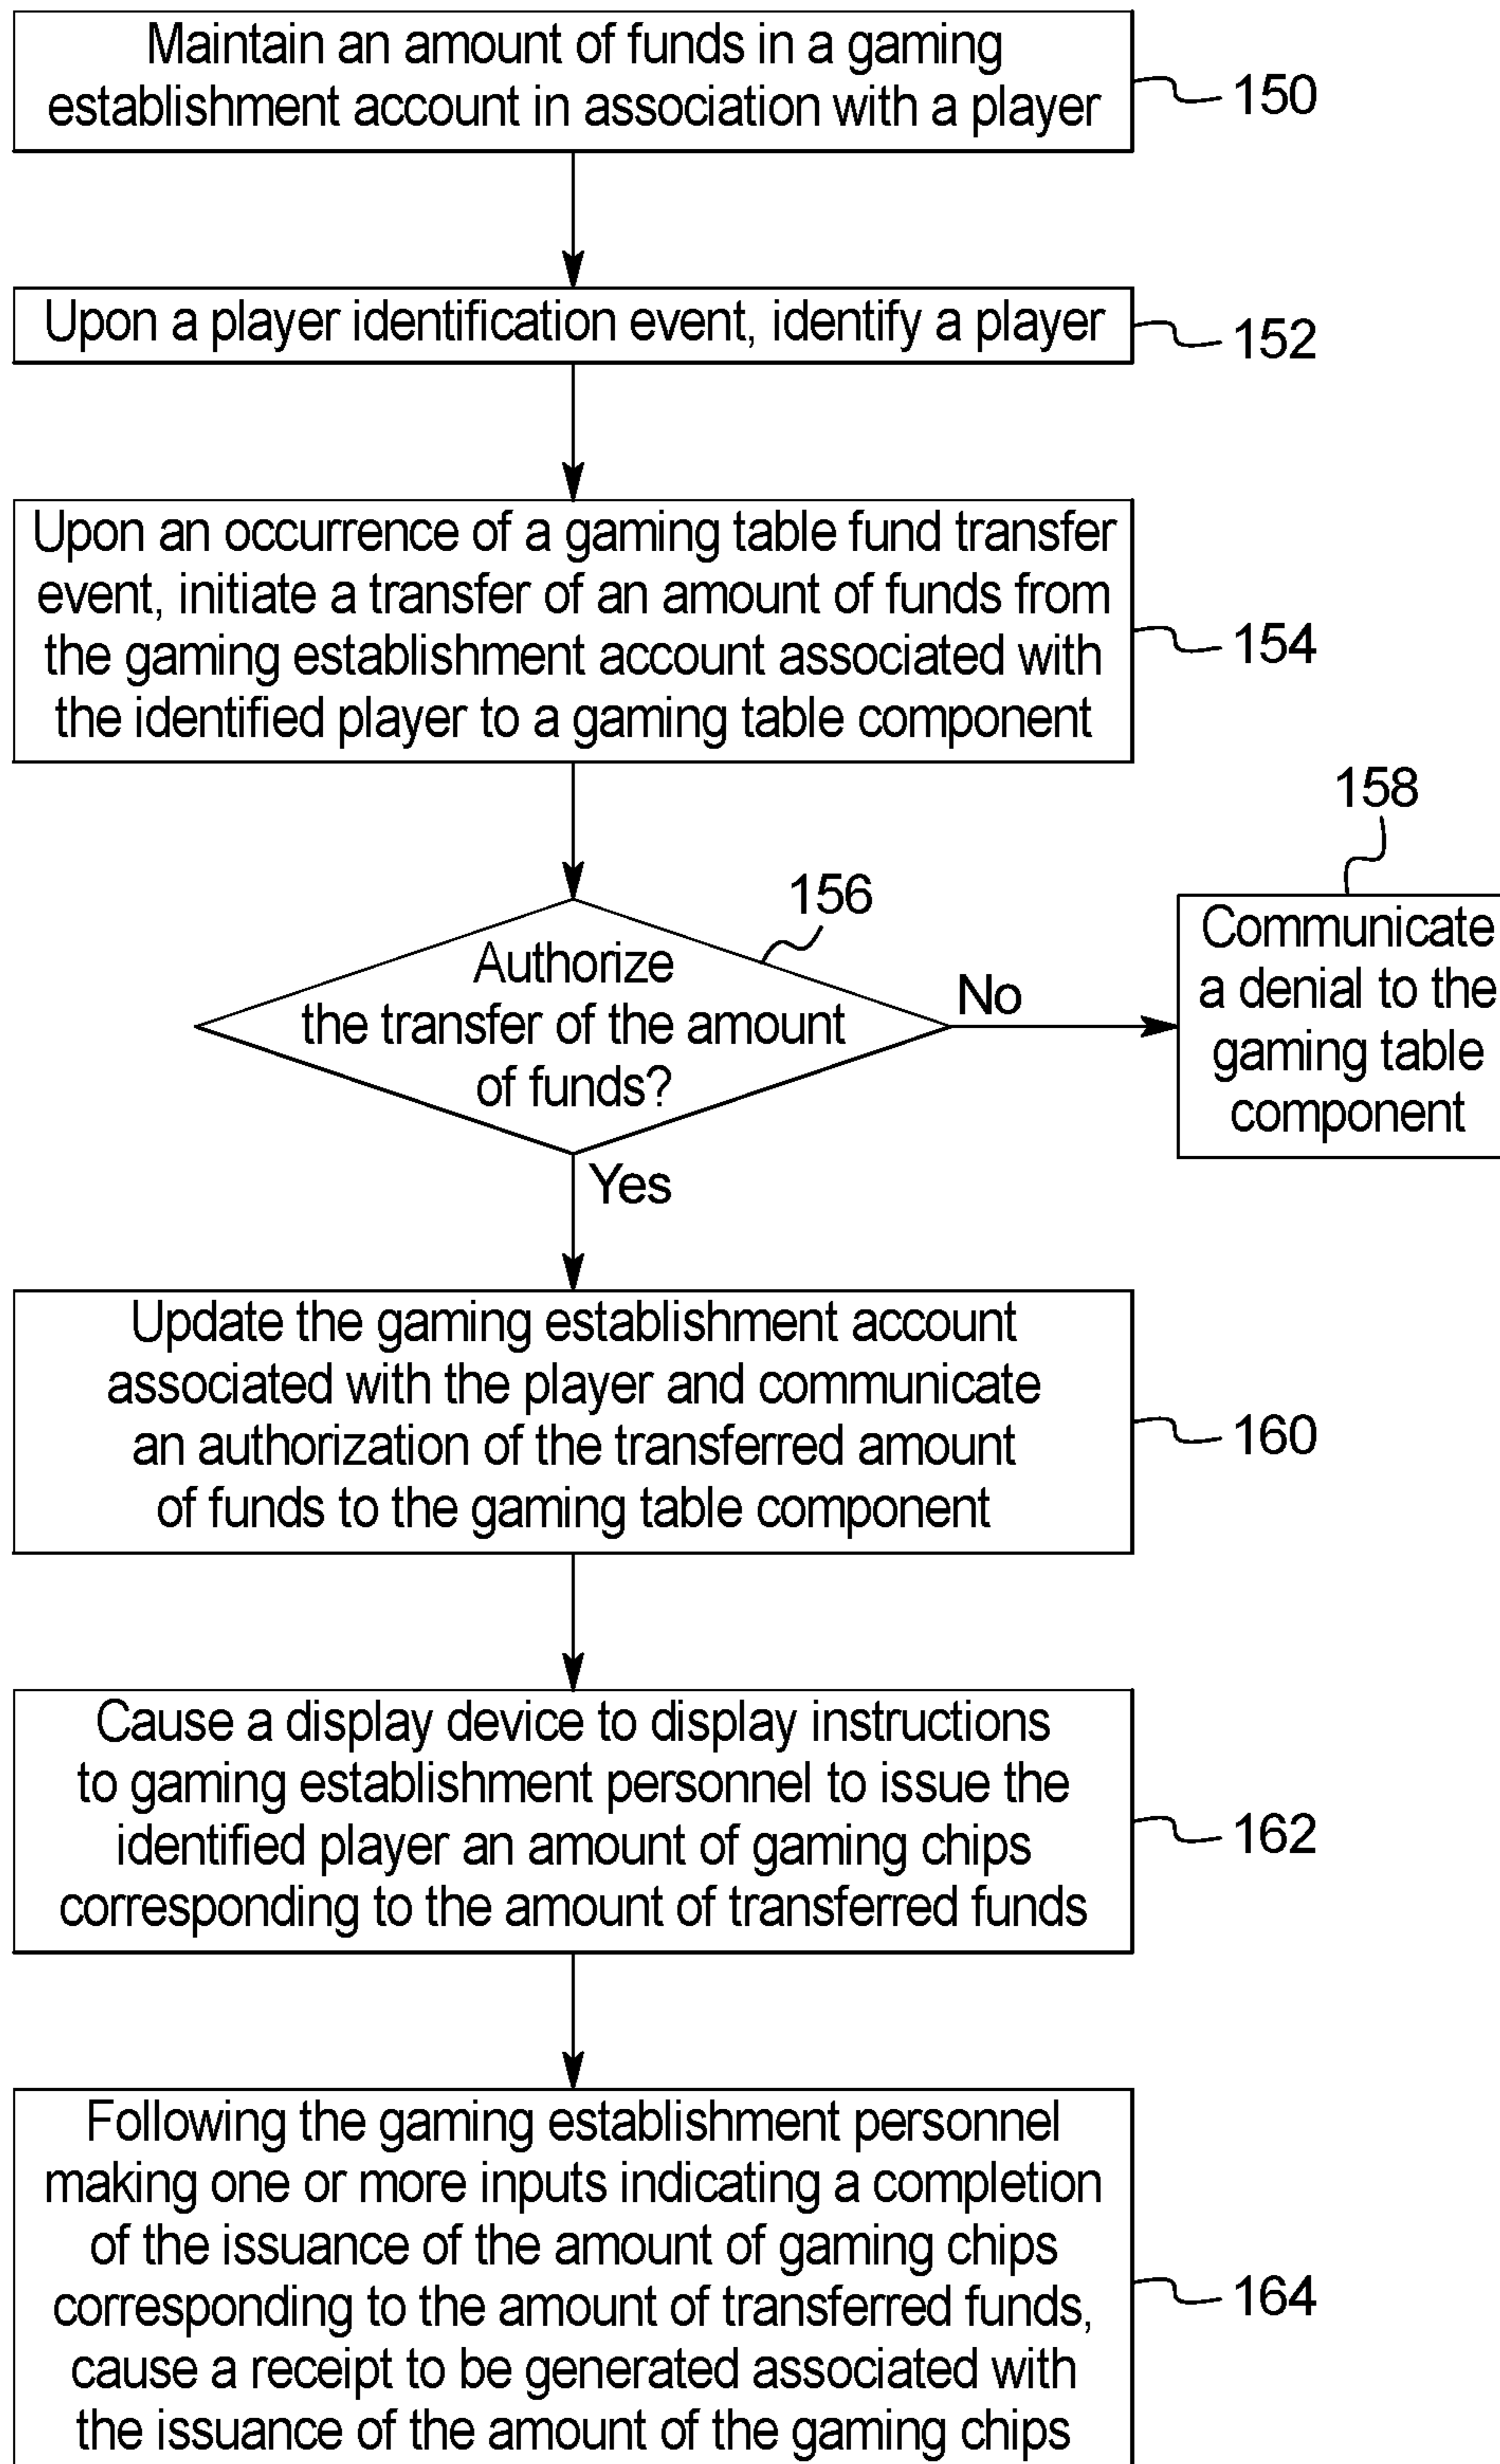 Maintain an amount of funds in a gaming
establishment account in association with a player
150
Upon a player identification event, identify a player
152
Upon an occurrence of a gaming table fund transfer
event, initiate a transfer of an amount of funds from
the gaming establishment account associated with
the identified player to a gaming table component
154
156
Authorize
the transfer of the amount
of funds?
No
158
Communicate
a denial to the
gaming table
component
Yes
Update the gaming establishment account
associated with the player and communicate
an authorization of the transferred amount
of funds to the gaming table component
160
Cause a display device to display instructions
to gaming establishment personnel to issue the
identified player an amount of gaming chips
corresponding to the amount of transferred funds
162
Following the gaming establishment personnel
making one or more inputs indicating a completion
of the issuance of the amount of gaming chips
corresponding to the amount of transferred funds,
cause a receipt to be generated associated with
the issuance of the amount of the gaming chips
164